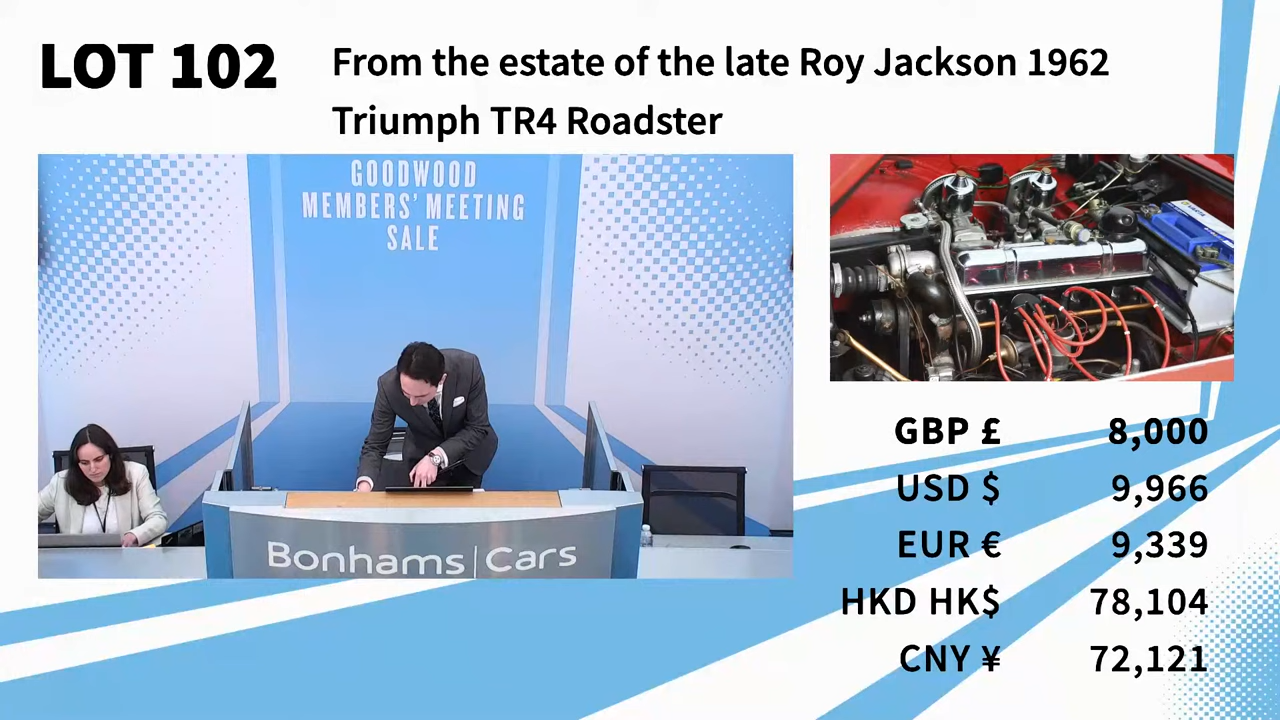 LOT 102
From the estate of the late Roy Jackson 1962
Triumph TR4 Roadster
GOODWOOD
MEMBERS' MEETING
SALE
Bonhams | Cars
GBP £ 8,000
USD $ 9,966
EUR € 9,339
HKD HK$ 78,104
CNY ¥ 72,121